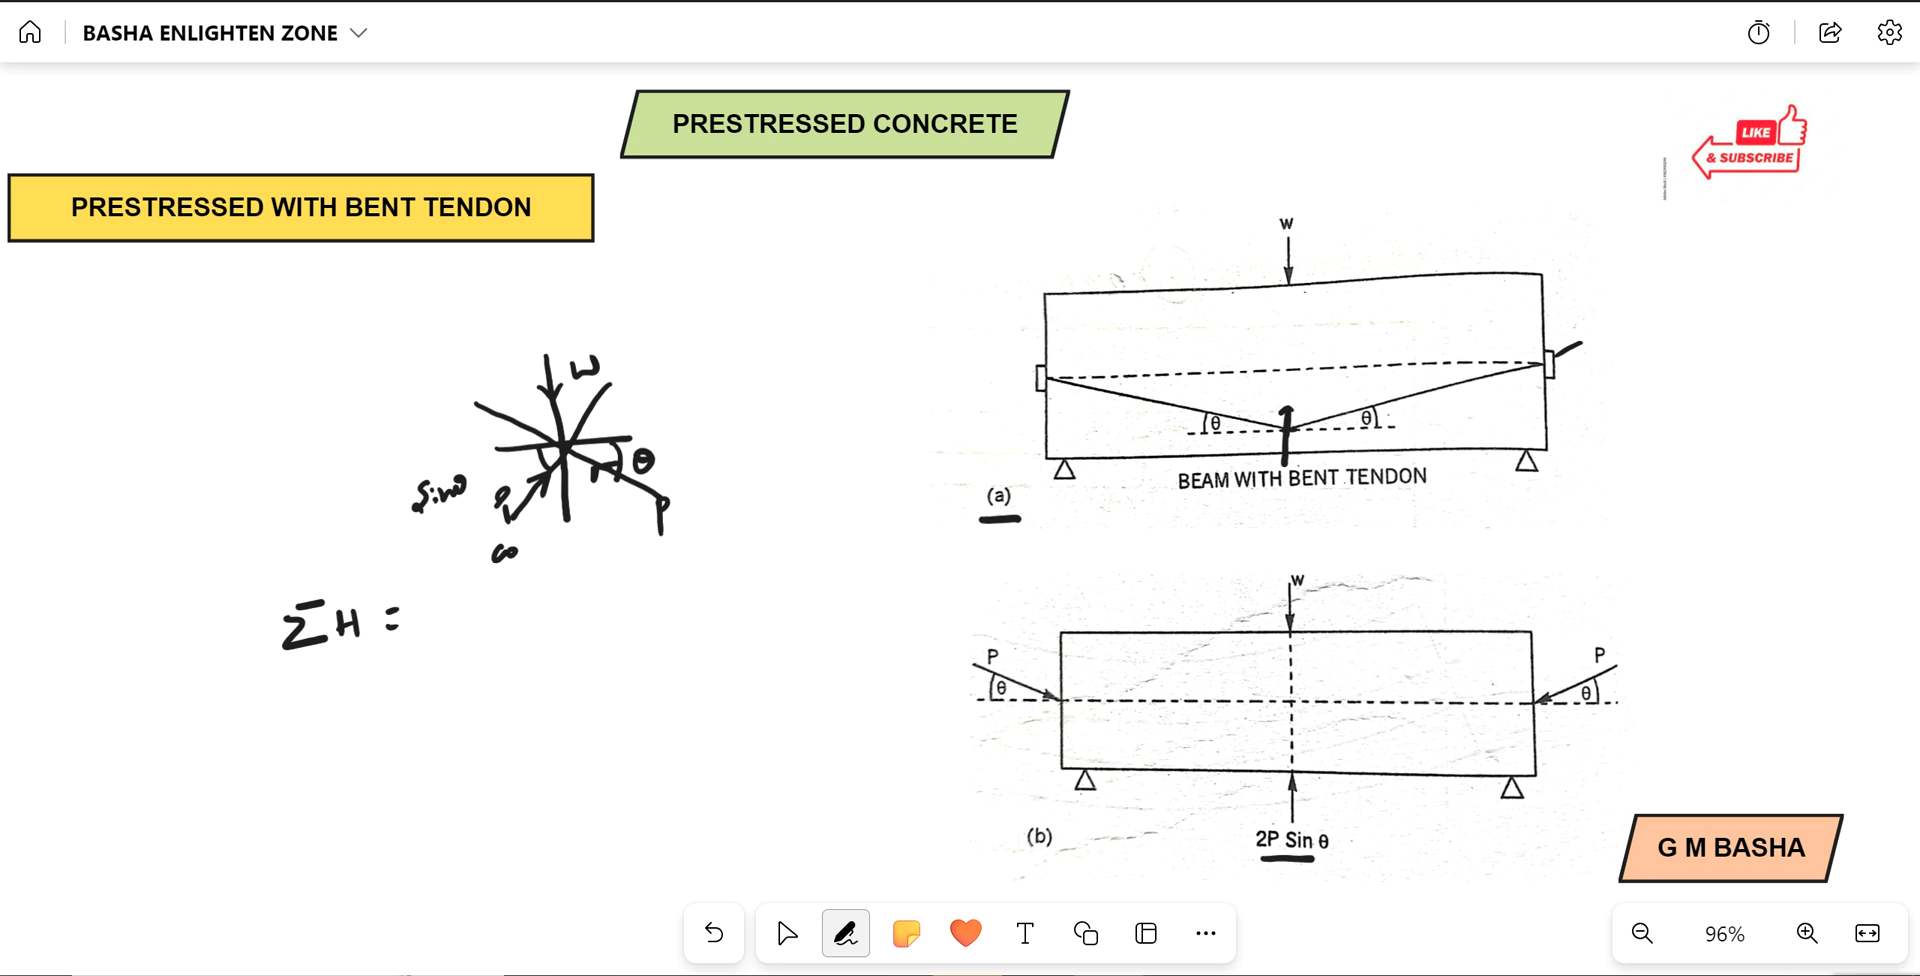 BASHA ENLIGHTEN ZONE
PRESTRESSED CONCRETE
LIKE
& SUBSCRIBE
PRESTRESSED WITH BENT TENDON
W
W
θ
P
P
Sinθ
ΣH =
θ
θ
BEAM WITH BENT TENDON
(a)
W
P
P
θ
θ
(b)
2P Sin θ
G M BASHA
T
96%